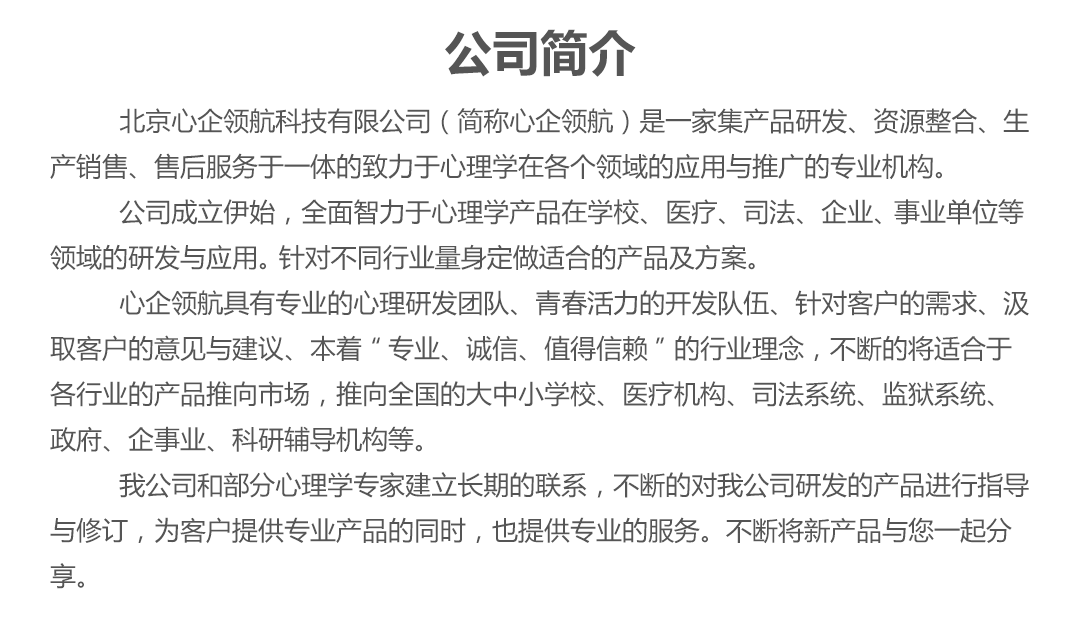 公司简介
北京心企领航科技有限公司（简称心企领航）是一家集产品研发、资源整合、生
产销售、售后服务于一体的致力于心理学在各个领域的应用与推广的专业机构。
公司成立伊始，全面智力于心理学产品在学校、医疗、司法、企业、事业单位等
领域的研发与应用。针对不同行业量身定做适合的产品及方案。
心企领航具有专业的心理研发团队、青春活力的开发队伍、针对客户的需求、汲
取客户的意见与建议、本着“专业、诚信、值得信赖”的行业理念，不断的将适合于
各行业的产品推向市场，推向全国的大中小学校、医疗机构、司法系统、监狱系统、
政府、企事业、科研辅导机构等。
我公司和部分心理学专家建立长期的联系，不断的对我公司研发的产品进行指导
与修订，为客户提供专业产品的同时，也提供专业的服务。不断将新产品与您一起分
享。